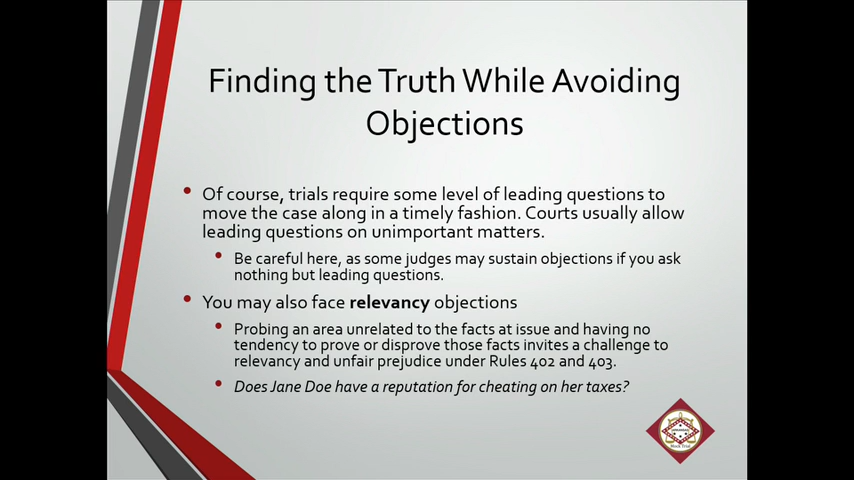 Finding the Truth While Avoiding
Objections
• Of course, trials require some level of leading questions to
move the case along in a timely fashion. Courts usually allow
leading questions on unimportant matters.
• Be careful here, as some judges may sustain objections if you ask
nothing but leading questions.
• You may also face relevancy objections
• Probing an area unrelated to the facts at issue and having no
tendency to prove or disprove those facts invites a challenge to
relevancy and unfair prejudice under Rules 402 and 403.
• Does Jane Doe have a reputation for cheating on her taxes?
ARKANSAS
Mock Trial